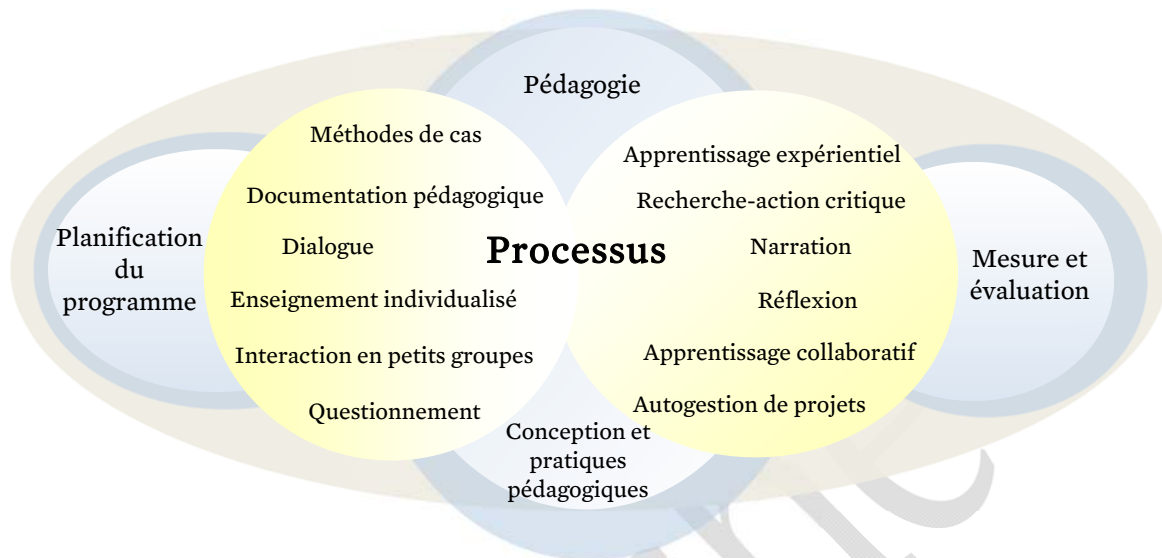 Pédagogie
Planification
du
programme
Méthodes de cas
Documentation pédagogique
Dialogue
Enseignement individualisé
Interaction en petits groupes
Questionnement
Processus
Apprentissage expérientiel
Recherche-action critique
Narration
Réflexion
Apprentissage collaboratif
Autogestion de projets
Mesure et
évaluation
Conception et
pratiques
pédagogiques